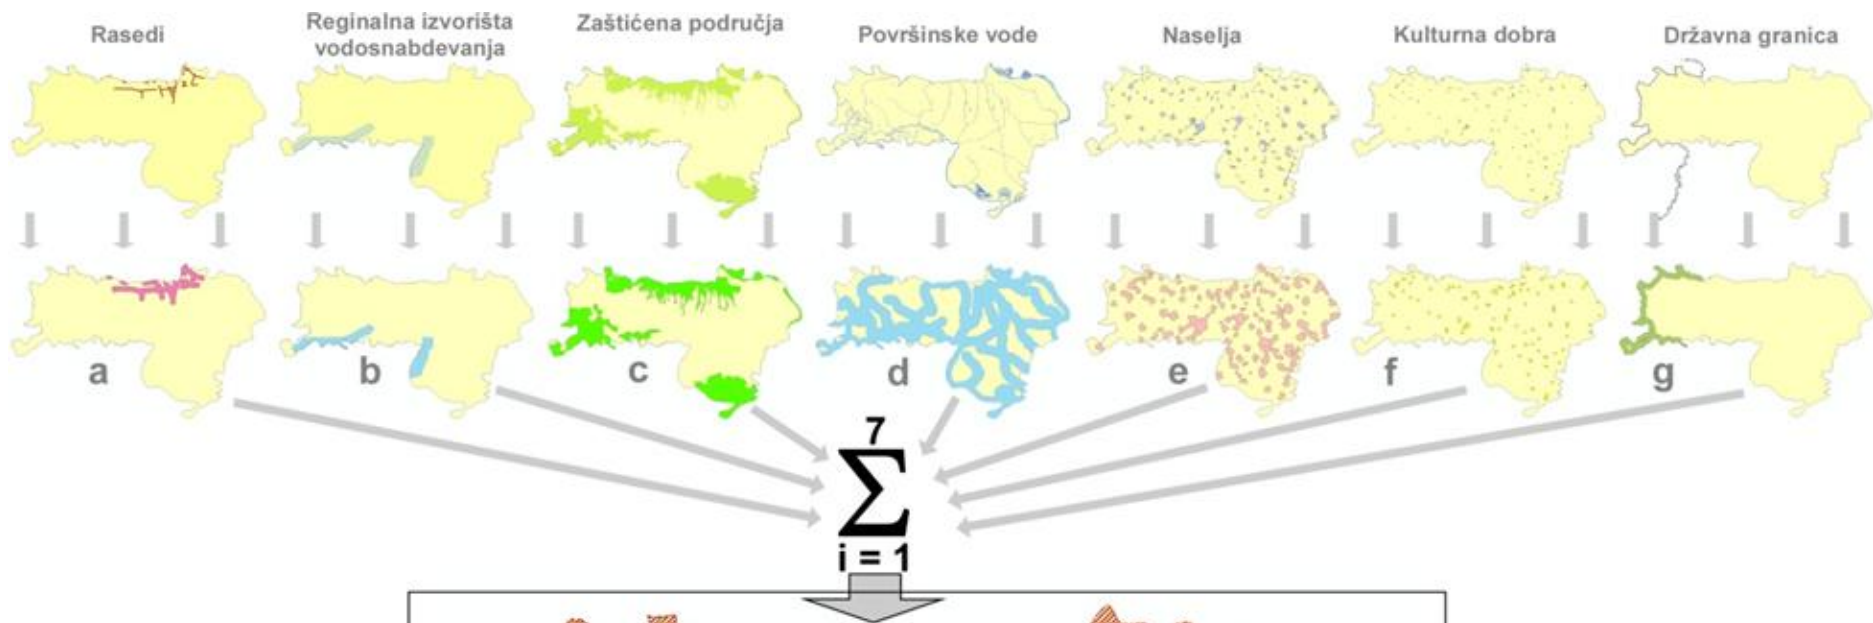 Rasedi
Reginalna izvorišta
vodosnabdevanja
Zaštićena područja
Površinske vode
Naselja
Kulturna dobra
Državna granica
a
b
c
d
e
f
g
7
Σ
i = 1